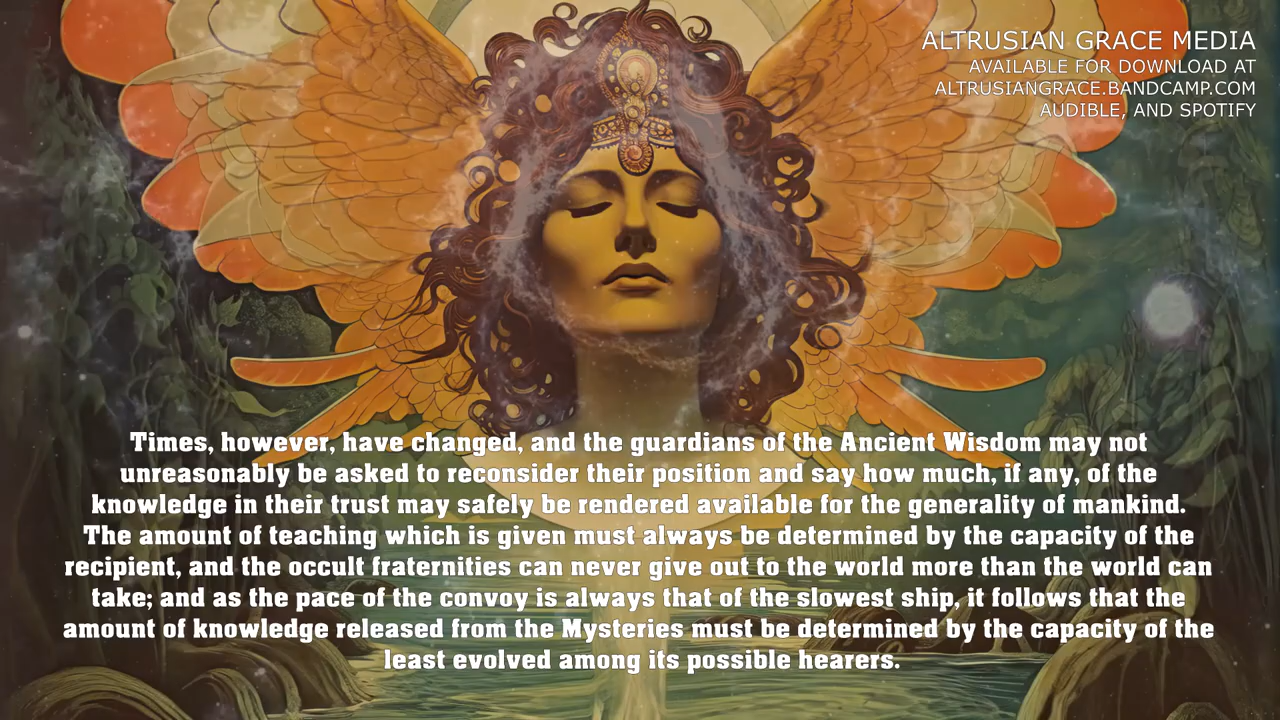 ALTRUSIAN GRACE MEDIA
AVAILABLE FOR DOWNLOAD AT
ALTRUSIANGRACE.BANDCAMP.COM
AUDIBLE, AND SPOTIFY
Times, however, have changed, and the guardians of the Ancient Wisdom may not
unreasonably be asked to reconsider their position and say how much, if any, of the
knowledge in their trust may safely be rendered available for the generality of mankind.
The amount of teaching which is given must always be determined by the capacity of the
recipient, and the occult fraternities can never give out to the world more than the world can
take; and as the pace of the convoy is always that of the slowest ship, it follows that the
amount of knowledge released from the Mysteries must be determined by the capacity of the
least evolved among its possible hearers.